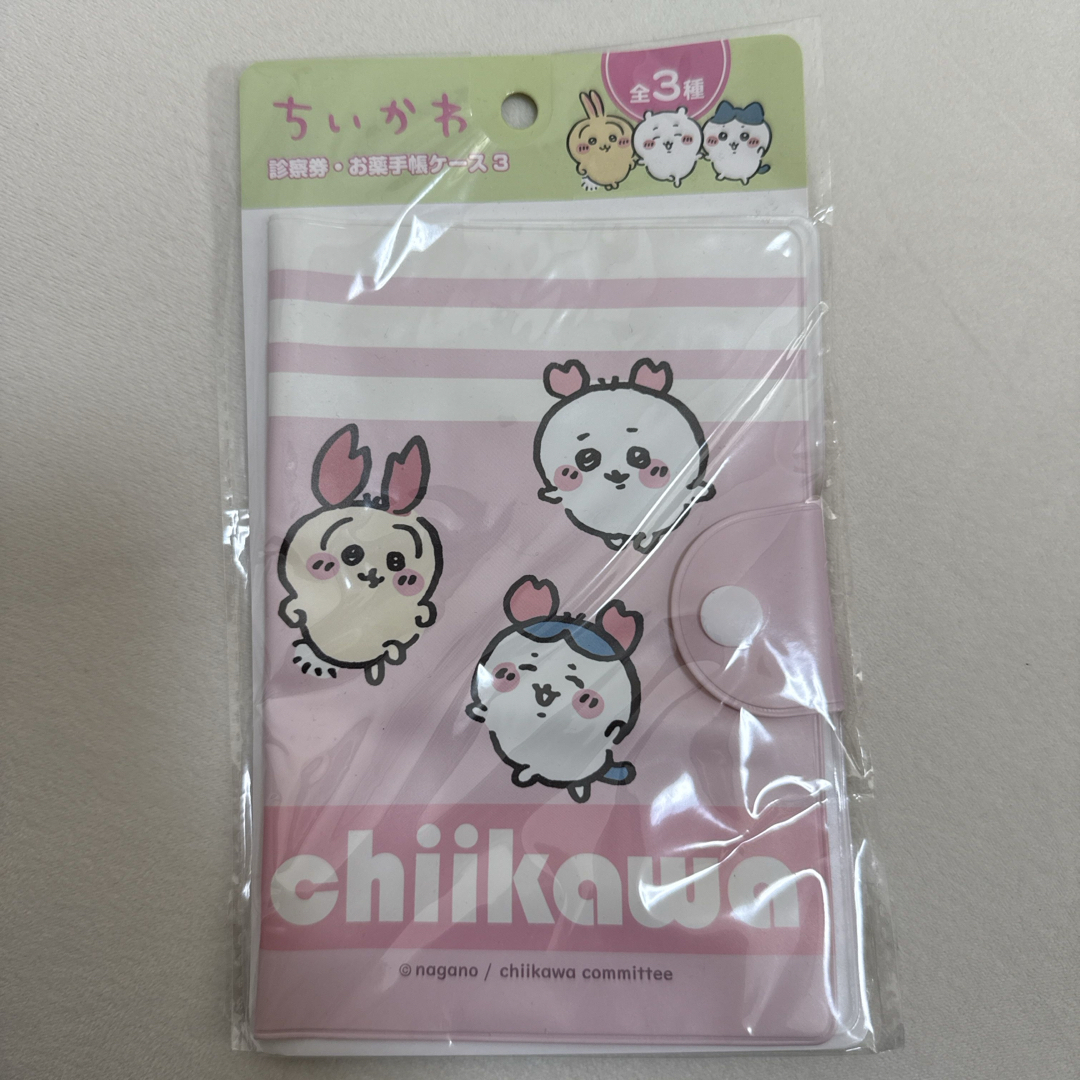 ちいかわ
診察券・お薬手帳ケース3
全3種
chiikawa
©nagano / chiikawa committee